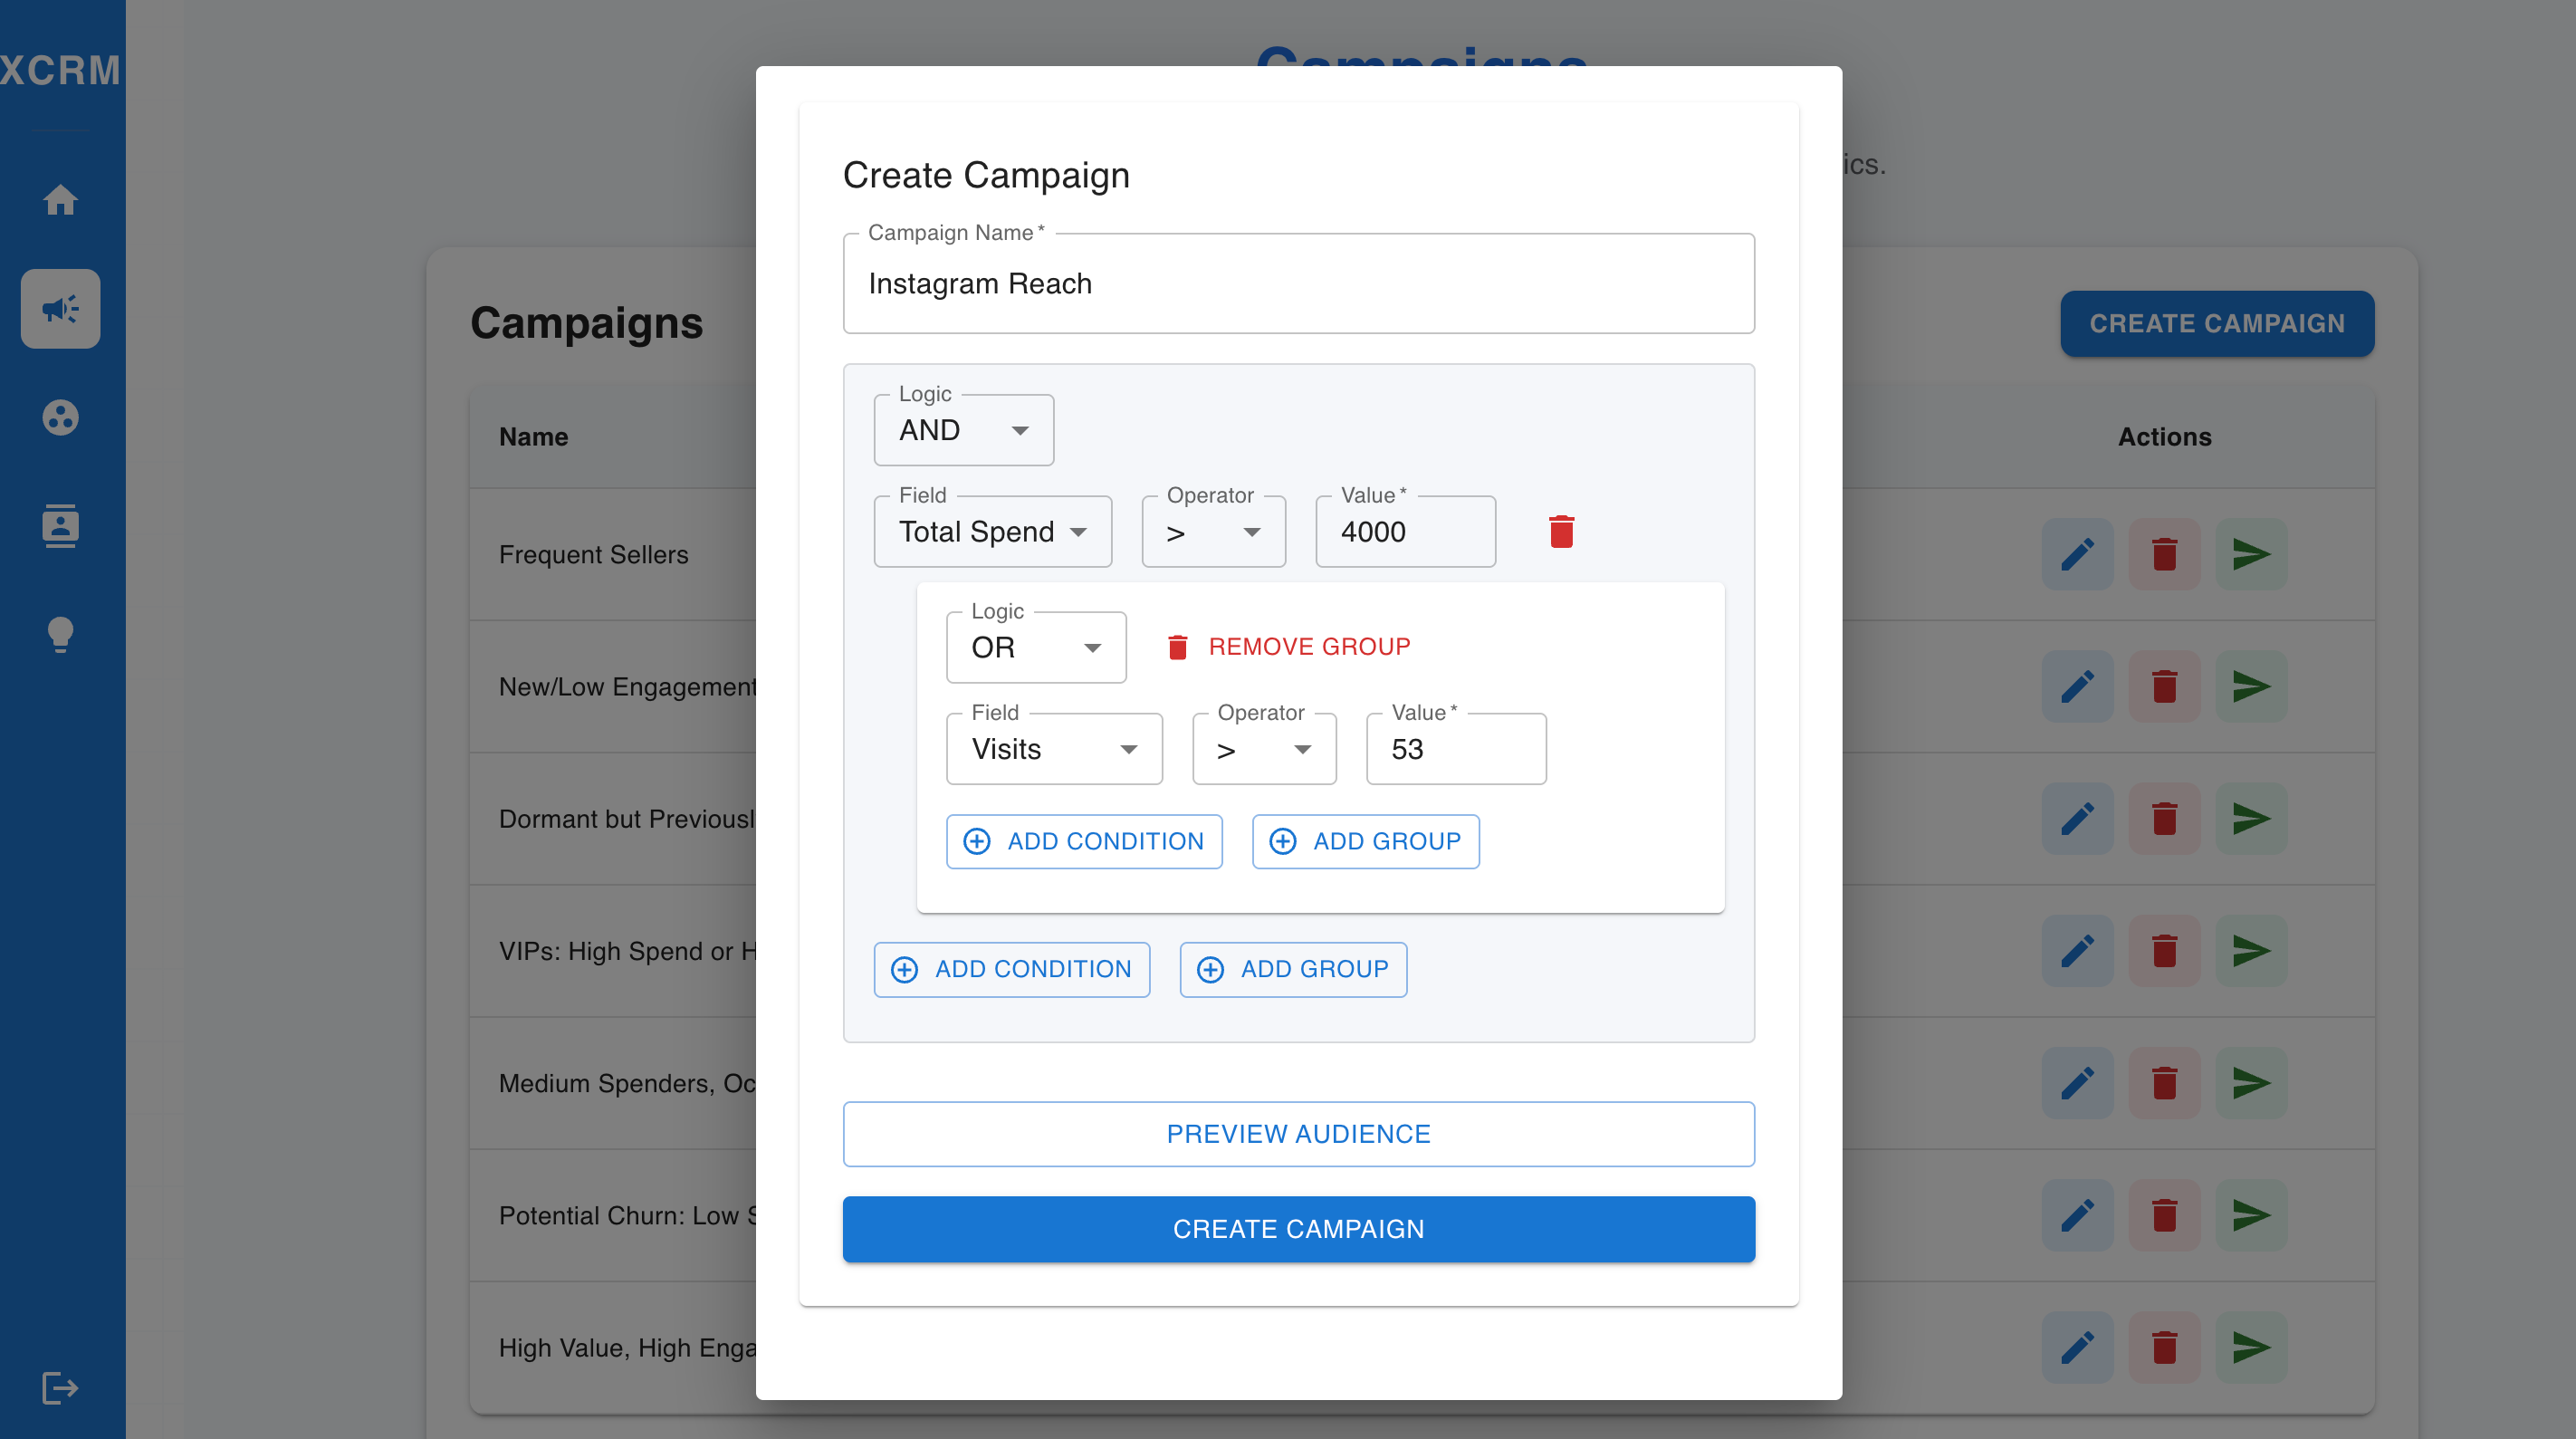 XCRM
Campaigns
ics.
Campaigns
CREATE CAMPAIGN
Name
Actions
Frequent Sellers
New/Low Engagement
Dormant but Previousl
VIPs: High Spend or H
Medium Spenders, Oc
Potential Churn: Low S
High Value, High Enga
Create Campaign
Campaign Name *
Instagram Reach
Logic
AND
Field
Operator
Value *
Total Spend
>
4000
Logic
OR
REMOVE GROUP
Field
Operator
Value *
Visits
>
53
ADD CONDITION
ADD GROUP
ADD CONDITION
ADD GROUP
PREVIEW AUDIENCE
CREATE CAMPAIGN